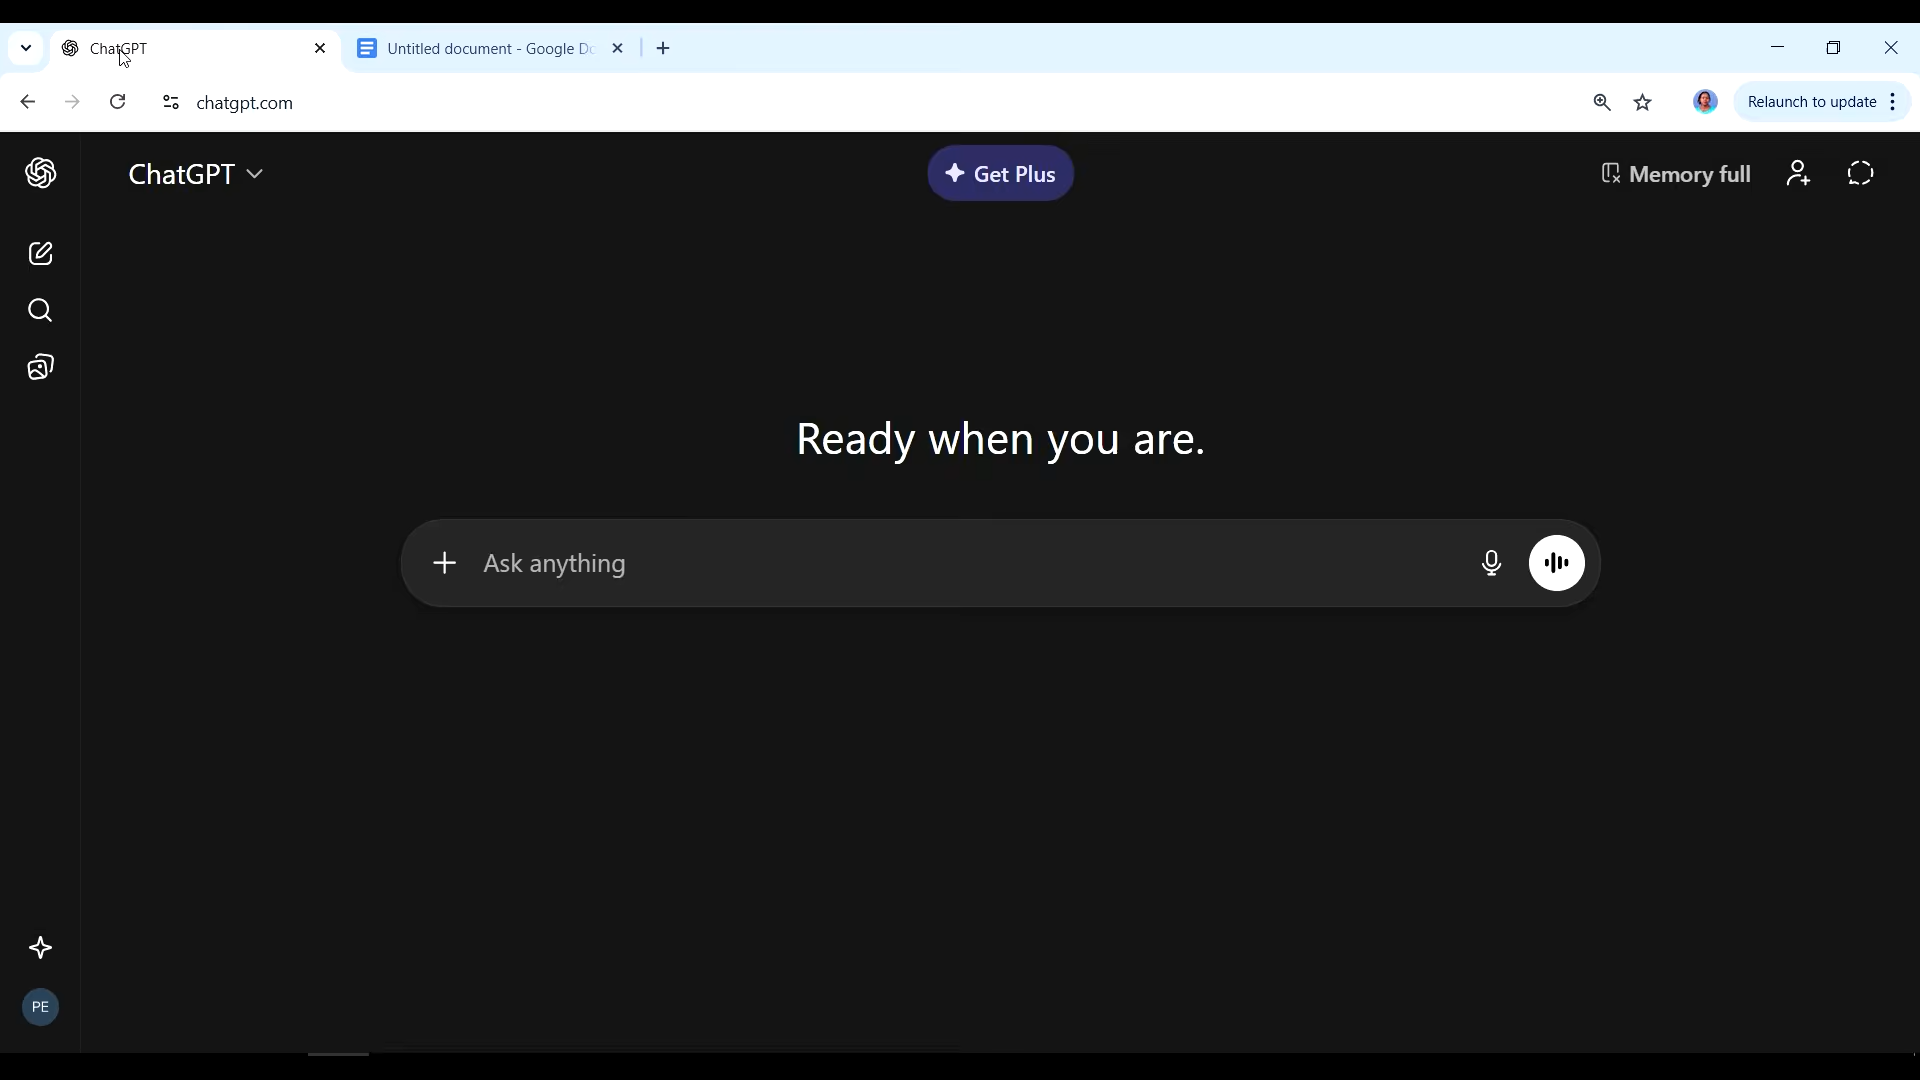 ChatGPT
Untitled document - Google Do
chatgpt.com
Relaunch to update
ChatGPT
Get Plus
Memory full
Ready when you are.
Ask anything
PE